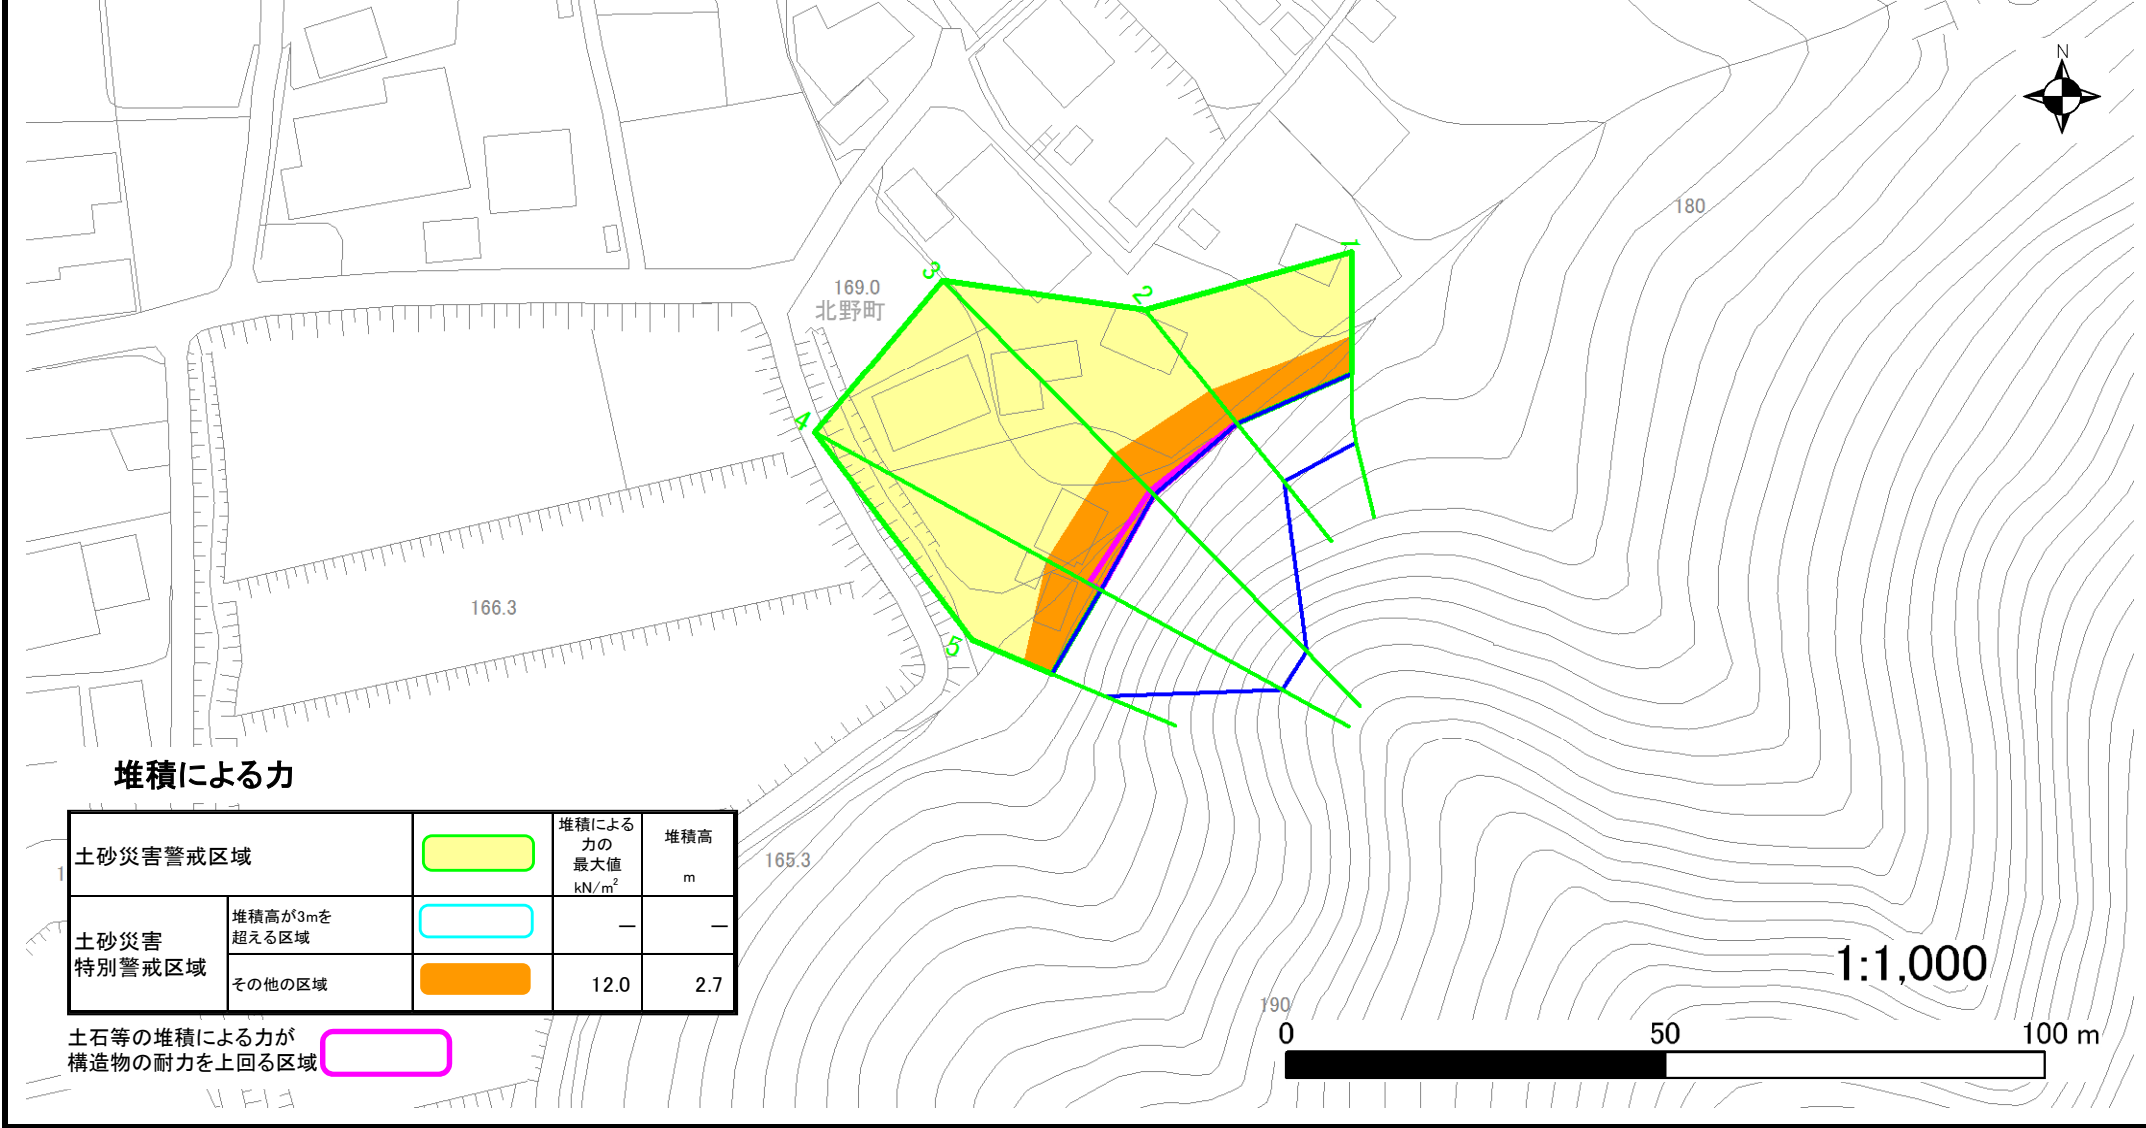 N
180
1
2
3
169.0
北野町
4
5
166.3
165.3
1
190
堆積による力
土砂災害警戒区域
堆積による
力の
最大値
kN/m²
堆積高
m
土砂災害
特別警戒区域
堆積高が3mを
超える区域
－
－
その他の区域
12.0
2.7
土石等の堆積による力が
構造物の耐力を上回る区域
1:1,000
0 50 100 m